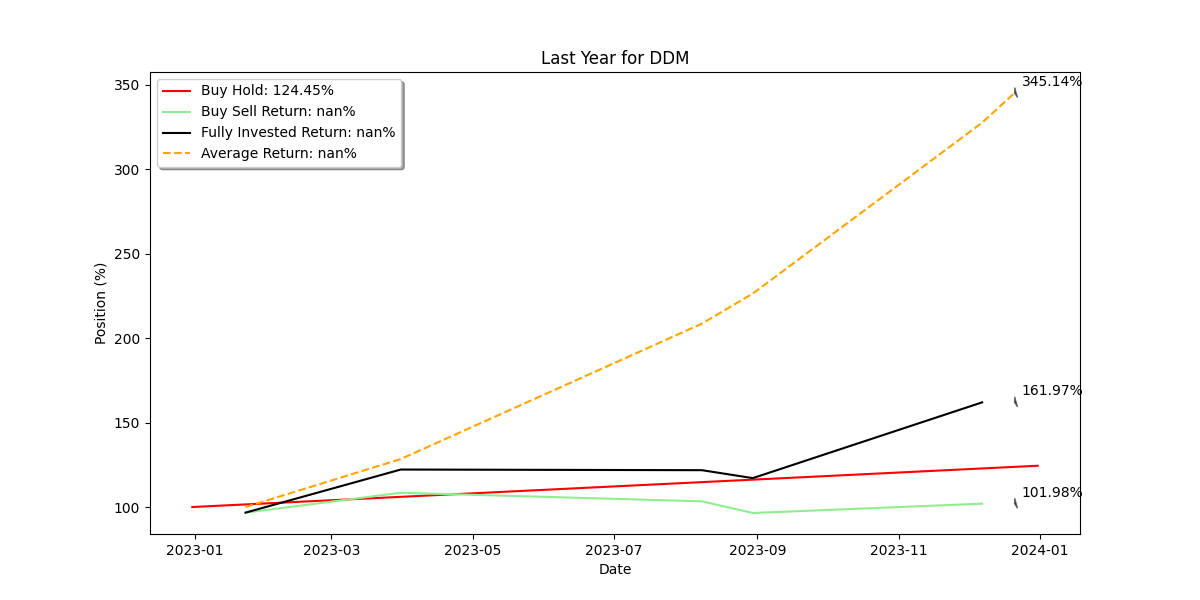 Last Year for DDM
345.14%
350
Buy Hold: 124.45%
Buy Sell Return: nan%
Fully Invested Return: nan%
Average Return: nan%
300
250
Position (%)
200
161.97%
150
101.98%
100
2023-01 2023-03 2023-05 2023-07 2023-09 2023-11 2024-01
Date